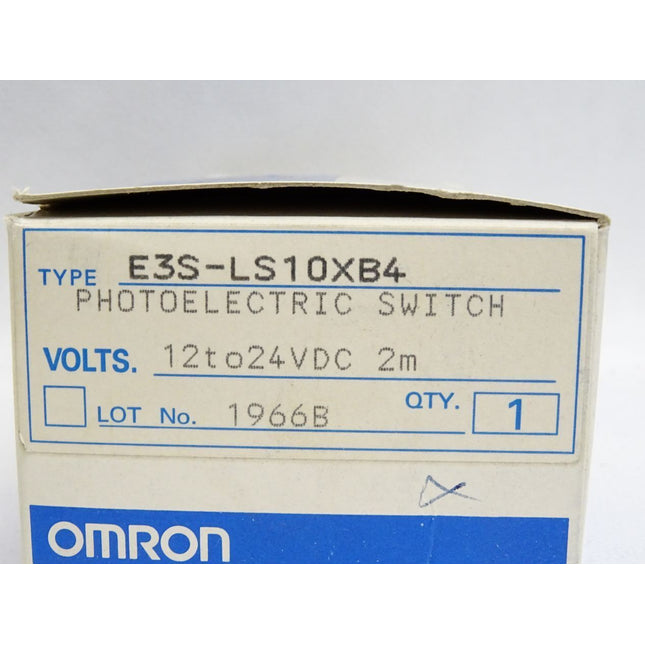 TYPE E3S-LS10XB4
PHOTOELECTRIC SWITCH
VOLTS. 12to24VDC 2m
LOT No. 1966B QTY. 1
OMRON